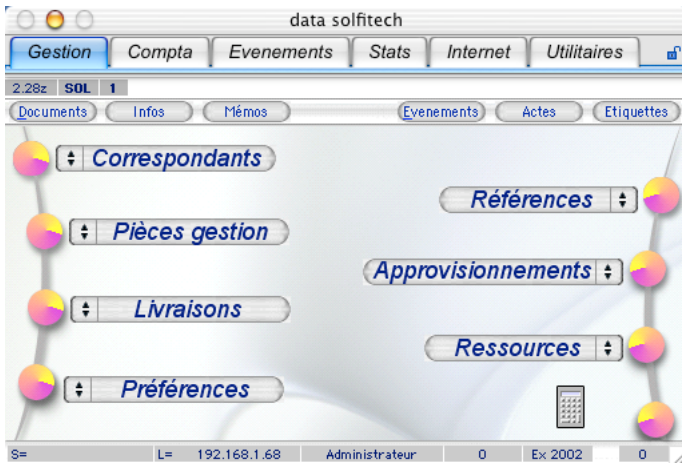 data solfitech
Gestion Compta Evenements Stats Internet Utilitaires
2.28z SOL 1
Documents Infos Mémos Evenements Actes Etiquettes
Correspondants
Références
Pièces gestion
Approvisionnements
Livraisons
Ressources
Préférences
S= L= 192.168.1.68 Administrateur 0 Ex 2002 0